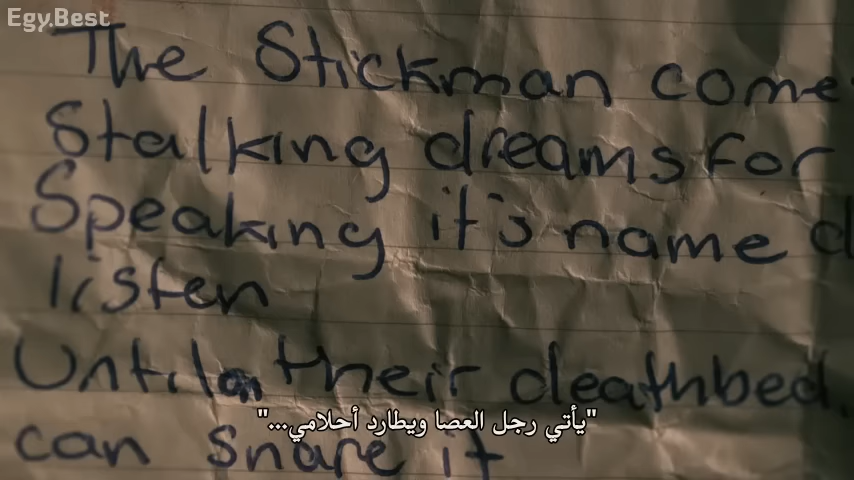 Egy.Best
The Stickman come
Stalking dreams for
Speaking it's name d
listen
Until on their deathbed,
can snare it
"يأتي رجل العصا ويطارد أحلامي..."